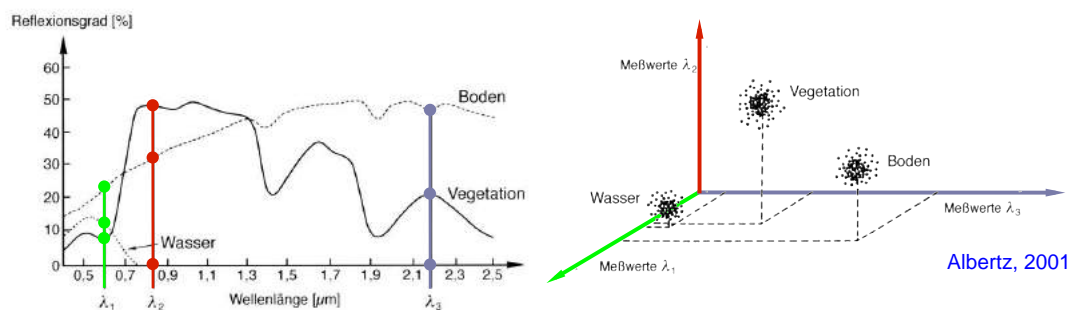 Reflexionsgrad [%]
60
50
40
30
20
10
0
Boden
Vegetation
Wasser
0,5 0,7 0,9 1,1 1,3 1,5 1,7 1,9 2,1 2,3 2,5
λ1 λ2 Wellenlänge [µm] λ3
Meßwerte λ2
Vegetation
Boden
Wasser
Meßwerte λ3
Meßwerte λ1
Albertz, 2001